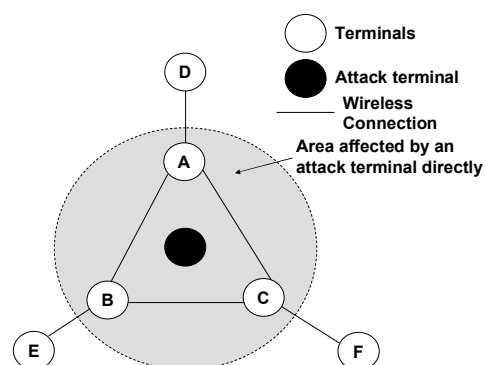 Terminals
Attack terminal
Wireless
Connection
Area affected by an
attack terminal directly
D
A
B
C
E
F